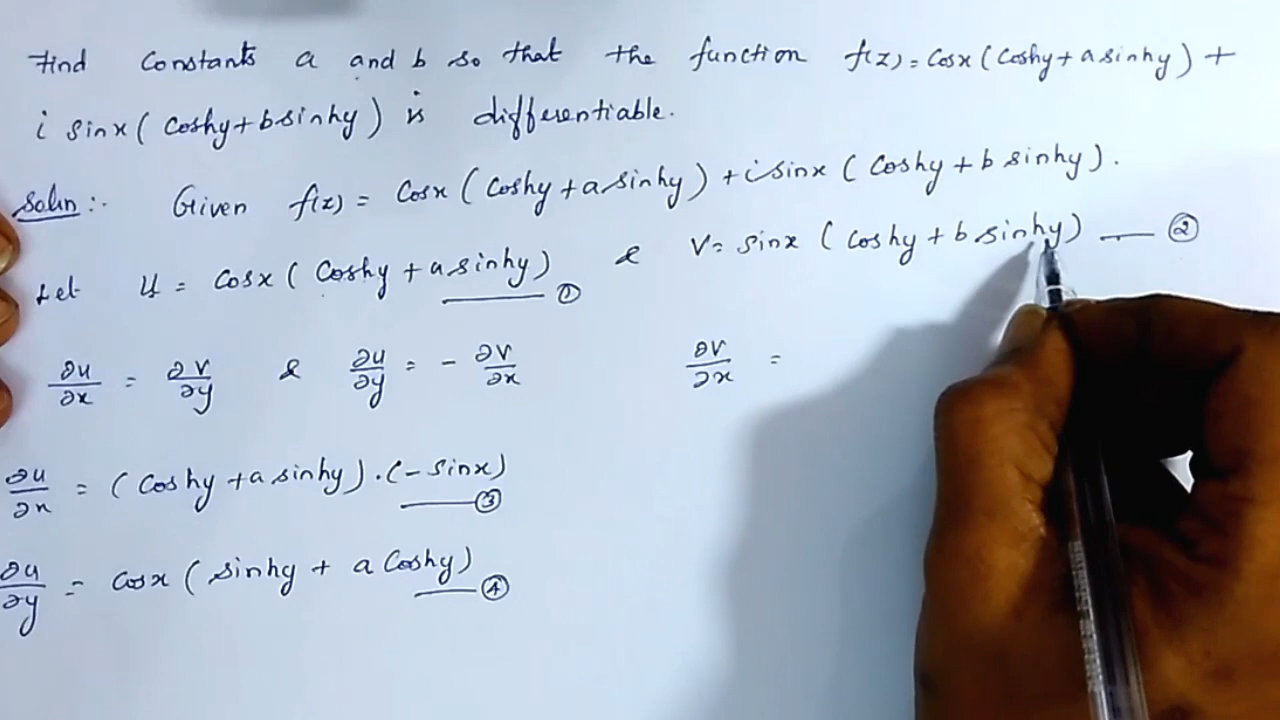 Find constants a and b so that the function f(z) = cosx (coshy + a sinhy) +
i sinx ( coshy + b sinhy ) is differentiable.
Soln :- Given f(z) = cosx ( coshy + a sinhy ) + i sinx ( coshy + b sinhy ).
Let u = cosx ( coshy + a sinhy ) ① & V = sinx ( coshy + b sinhy ) — ②
∂u/∂x = ∂v/∂y & ∂u/∂y = - ∂v/∂x
∂v/∂x =
∂u/∂x = ( coshy + a sinhy ) . (- sinx) — ③
∂u/∂y = cosx ( sinhy + a coshy ) — ④